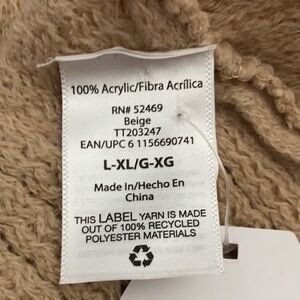 100% Acrylic/Fibra Acrílica
RN# 52469
Beige
TT203247
EAN/UPC 6 1156690741
L-XL/G-XG
Made In/Hecho En
China
THIS LABEL YARN IS MADE
OUT OF 100% RECYCLED
POLYESTER MATERIALS